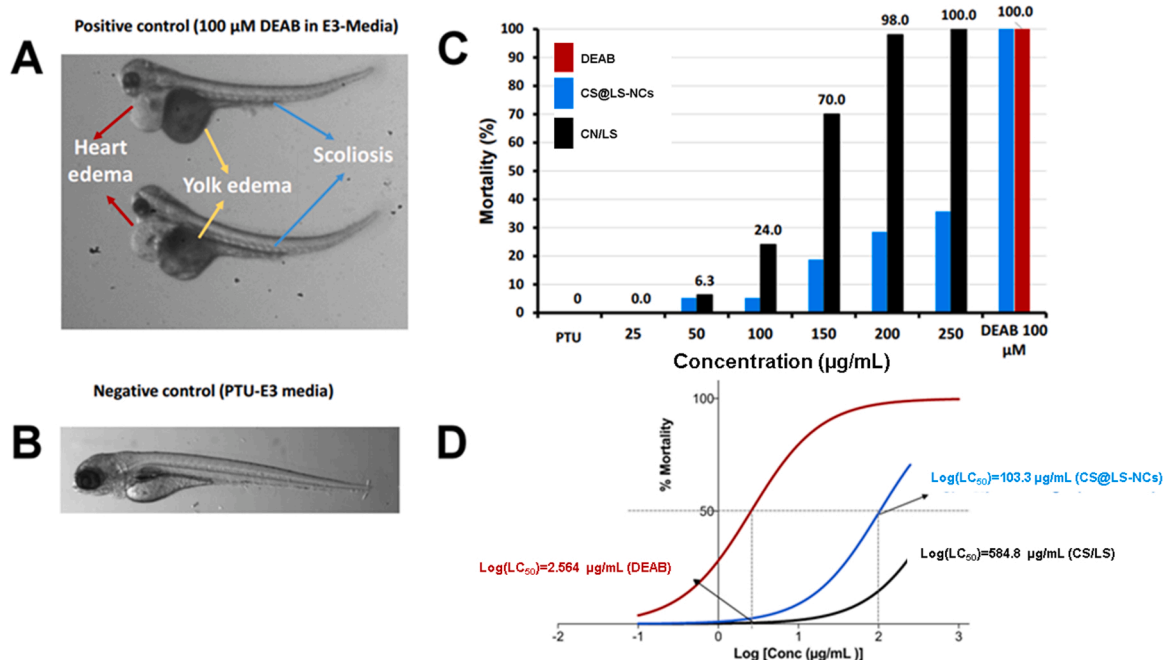 Positive control (100 µM DEAB in E3-Media)
A
Heart
edema
Yolk edema
Scoliosis
Negative control (PTU-E3 media)
B
C
Mortality (%)
100
90
80
70
60
50
40
30
20
10
0
DEAB
CS@LS-NCs
CN/LS
0
0.0
6.3
24.0
70.0
98.0
100.0
100.0
PTU
25
50
100
150
200
250
DEAB 100
µM
Concentration (µg/mL)
D
% Mortality
100
50
Log(LC50)=103.3 µg/mL (CS@LS-NCs)
Log(LC50)=584.8 µg/mL (CS/LS)
Log(LC50)=2.564 µg/mL (DEAB)
-2
-1
0
1
2
3
Log [Conc (µg/mL )]